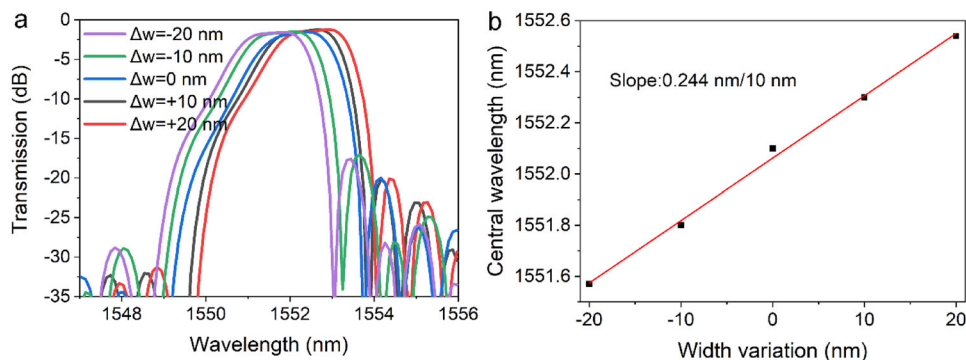 a
Δw=-20 nm
Δw=-10 nm
Δw=0 nm
Δw=+10 nm
Δw=+20 nm
Transmission (dB)
0
-5
-10
-15
-20
-25
-30
-35
1548
1550
1552
1554
1556
Wavelength (nm)
b
Slope:0.244 nm/10 nm
Central wavelength (nm)
1552.6
1552.4
1552.2
1552.0
1551.8
1551.6
-20
-10
0
10
20
Width variation (nm)